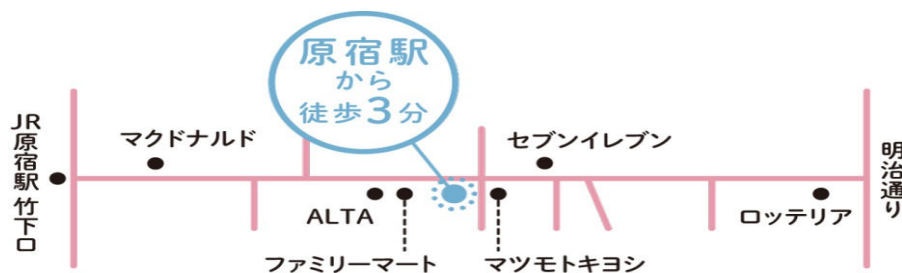 原宿駅
から
徒歩3分
JR原宿駅 竹下口
マクドナルド
セブンイレブン
明治通り
ALTA
ロッテリア
ファミリーマート
マツモトキヨシ